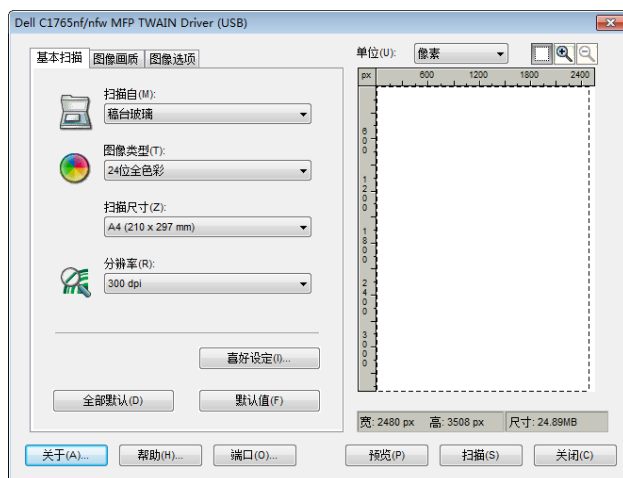 Dell C1765nf/nfw MFP TWAIN Driver (USB)
基本扫描 图像画质 图像选项
扫描自(M):
稿台玻璃
图像类型(T):
24位全色彩
扫描尺寸(Z):
A4 (210 x 297 mm)
分辨率(R):
300 dpi
喜好设定(I)...
全部默认(D) 默认值(F)
单位(U): 像素
px 600 1200 1800 2400
600
1200
1800
2400
3000
宽: 2480 px 高: 3508 px 尺寸: 24.89MB
关于(A)... 帮助(H)... 端口(O)... 预览(P) 扫描(S) 关闭(C)